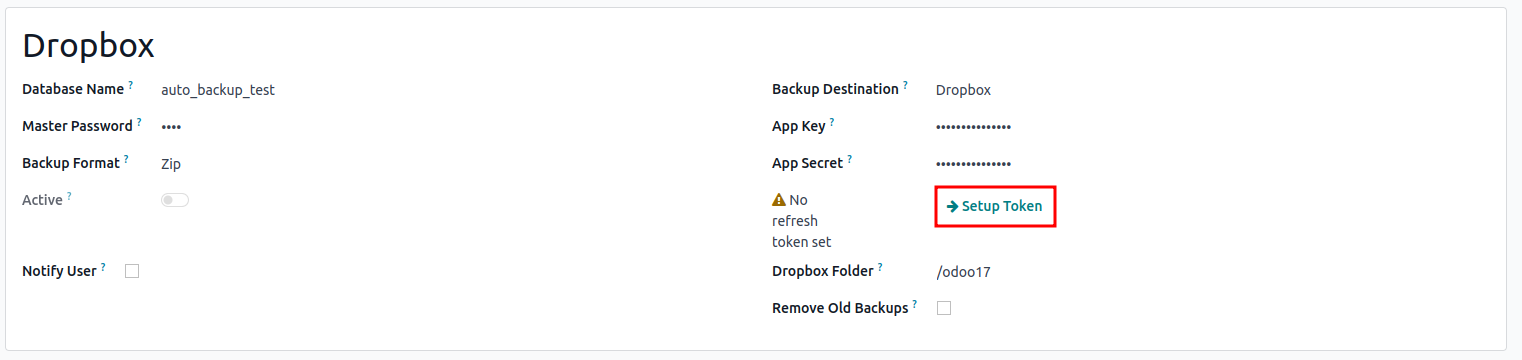 Dropbox
Database Name ? auto_backup_test
Backup Destination ? Dropbox
Master Password ? ••••
App Key ? •••••••••••••••
Backup Format ? Zip
App Secret ? •••••••••••••••
Active ?
No
refresh
token set
Setup Token
Notify User ?
Dropbox Folder ? /odoo17
Remove Old Backups ?